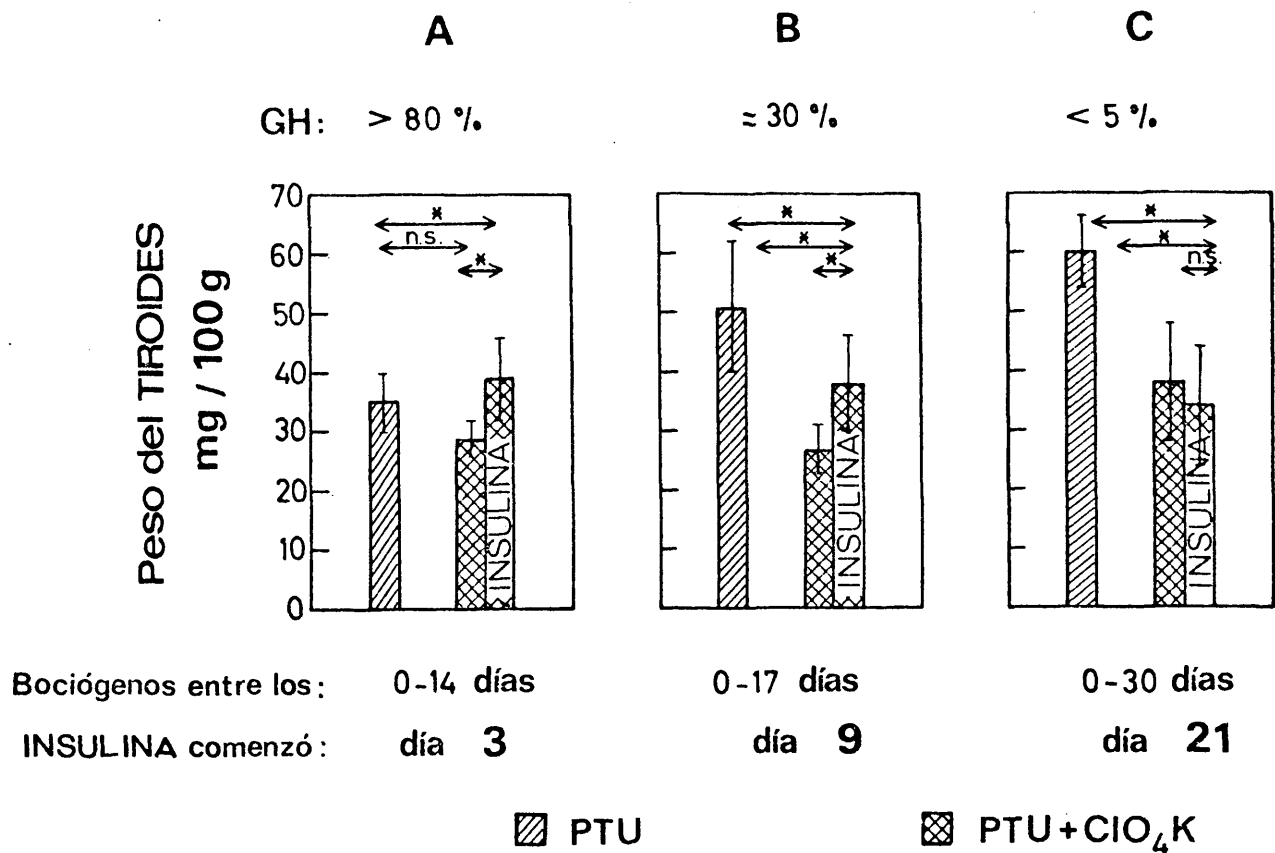 A B C
GH: > 80 % ≈ 30 % < 5 %
Peso del TIROIDES
mg / 100 g
70
60
50
40
30
20
10
0
* n.s. *
* * *
* * n.s.
INSULINA INSULINA INSULINA
Bociógenos entre los: 0-14 días 0-17 días 0-30 días
INSULINA comenzó: día 3 día 9 día 21
PTU PTU+ClO₄K